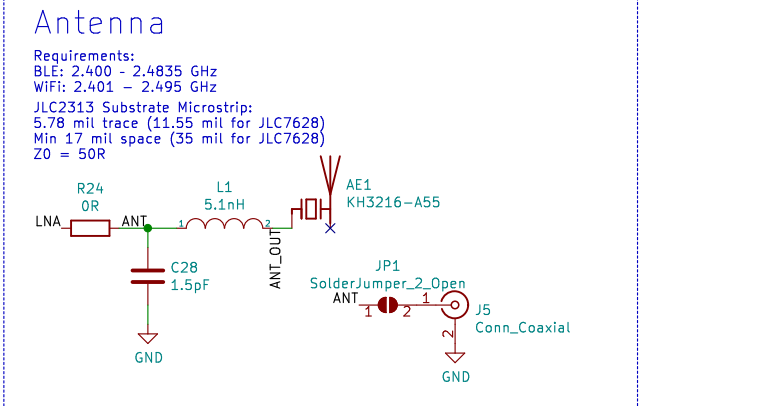 Antenna
Requirements:
BLE: 2.400 - 2.4835 GHz
WiFi: 2.401 – 2.495 GHz
JLC2313 Substrate Microstrip:
5.78 mil trace (11.55 mil for JLC7628)
Min 17 mil space (35 mil for JLC7628)
Z0 = 50R
R24
0R
LNA
ANT
L1
5.1nH
1
2
AE1
KH3216-A55
ANT_OUT
C28
1.5pF
GND
JP1
SolderJumper_2_Open
ANT
1
2
1
J5
Conn_Coaxial
2
GND